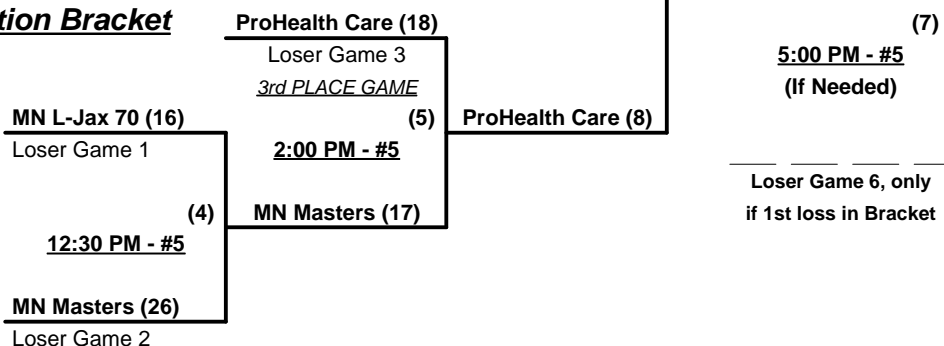 tion Bracket
ProHealth Care (18)
(7)
Loser Game 3
5:00 PM - #5
3rd PLACE GAME
(If Needed)
MN L-Jax 70 (16)
(5)
ProHealth Care (8)
Loser Game 1
2:00 PM - #5
Loser Game 6, only
(4)
MN Masters (17)
if 1st loss in Bracket
12:30 PM - #5
MN Masters (26)
Loser Game 2